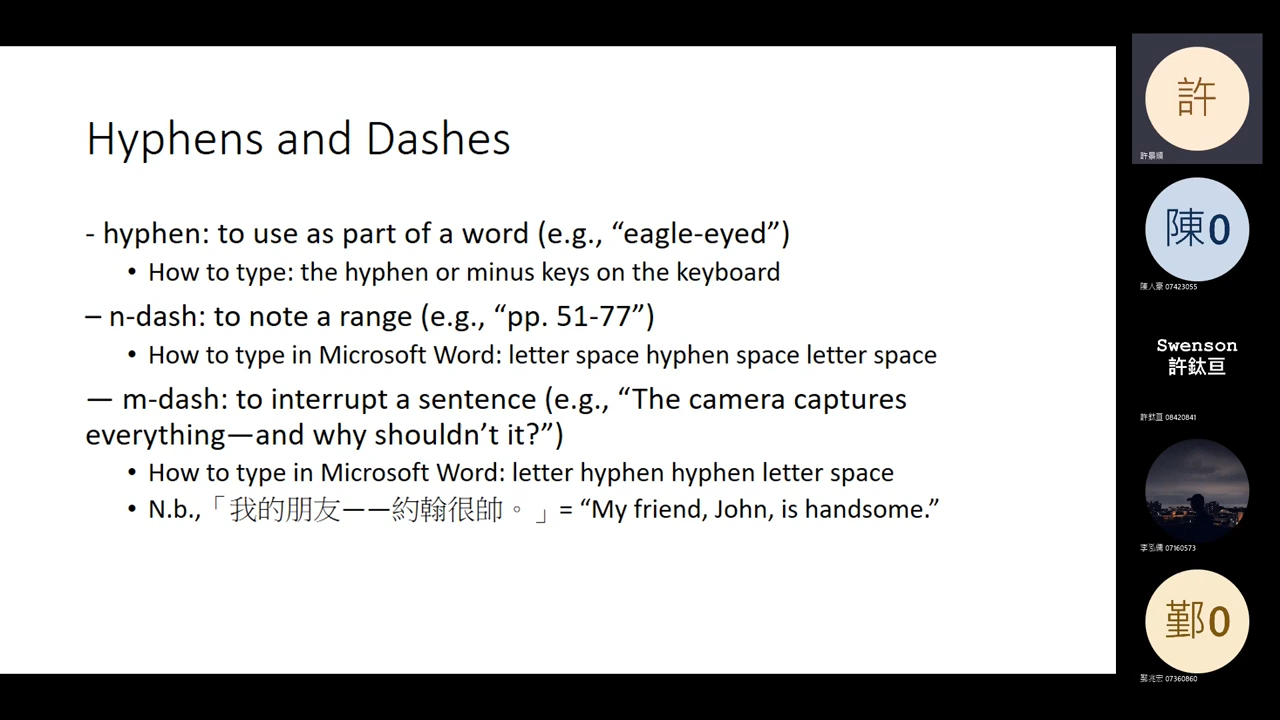 Hyphens and Dashes
- hyphen: to use as part of a word (e.g., “eagle-eyed”)
• How to type: the hyphen or minus keys on the keyboard
– n-dash: to note a range (e.g., “pp. 51-77”)
• How to type in Microsoft Word: letter space hyphen space letter space
— m-dash: to interrupt a sentence (e.g., “The camera captures
everything—and why shouldn’t it?”)
• How to type in Microsoft Word: letter hyphen hyphen letter space
• N.b.,「我的朋友——約翰很帥。」= “My friend, John, is handsome.”
許
陳0
07423055
Swenson
許鈦亘
許鈦亘 08420841
07160573
鄞0
07360860